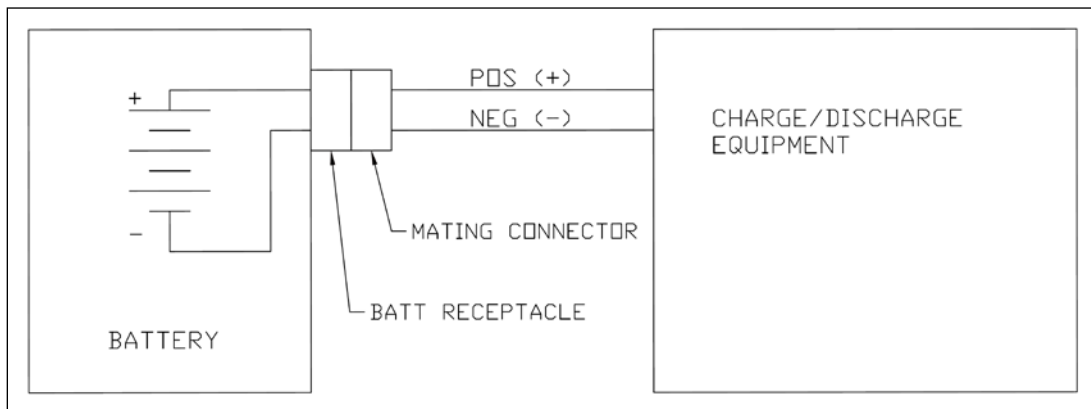 POS (+)
NEG (-)
+
-
CHARGE/DISCHARGE
EQUIPMENT
MATING CONNECTOR
BATT RECEPTACLE
BATTERY